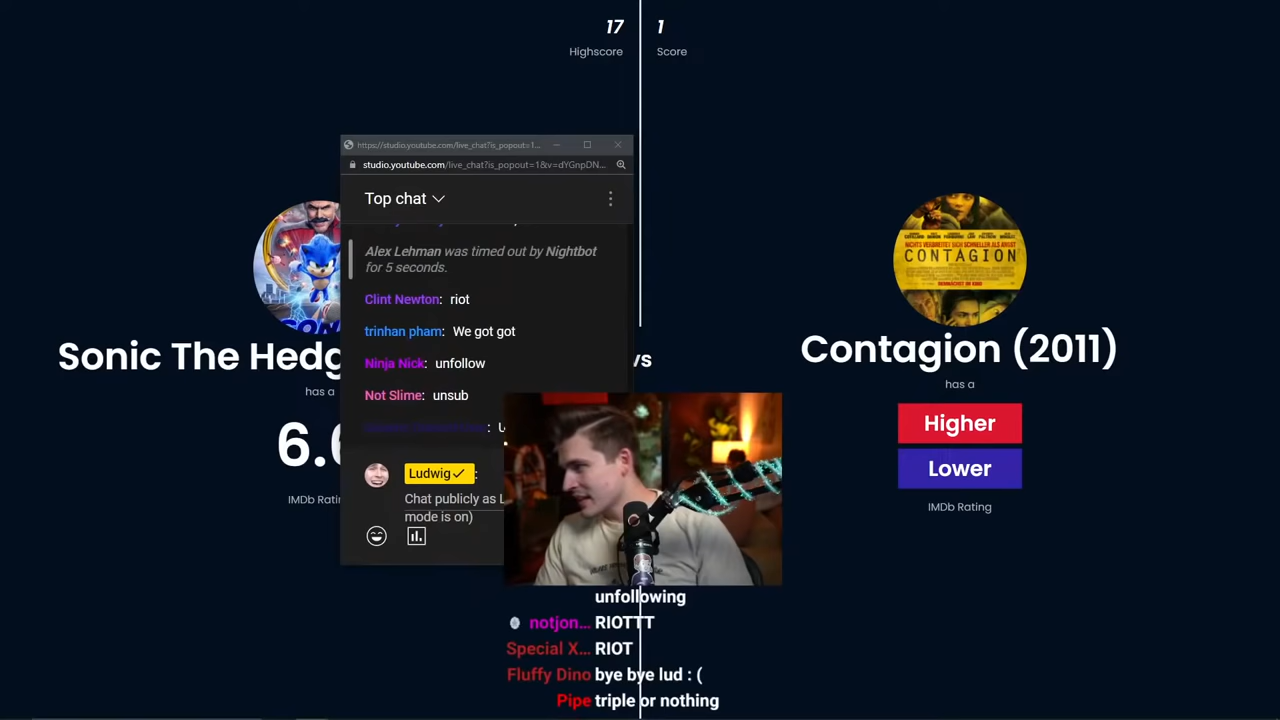 17
Highscore
1
Score
https://studio.youtube.com/live_chat?is_popout=1...
studio.youtube.com/live_chat?is_popout=1&v=dYGnpDN...
Top chat
Alex Lehman was timed out by Nightbot
for 5 seconds.
Clint Newton: riot
trinhan pham: We got got
Ninja Nick: unfollow
Not Slime: unsub
Ludwig :
Chat publicly as L
mode is on)
Sonic The Hedg
has a
6.6
IMDb Ratin
vs
CONTAGION
Contagion (2011)
has a
Higher
Lower
IMDb Rating
unfollowing
notjon... RIOTTT
Special X... RIOT
Fluffy Dino bye bye lud : (
Pipe triple or nothing